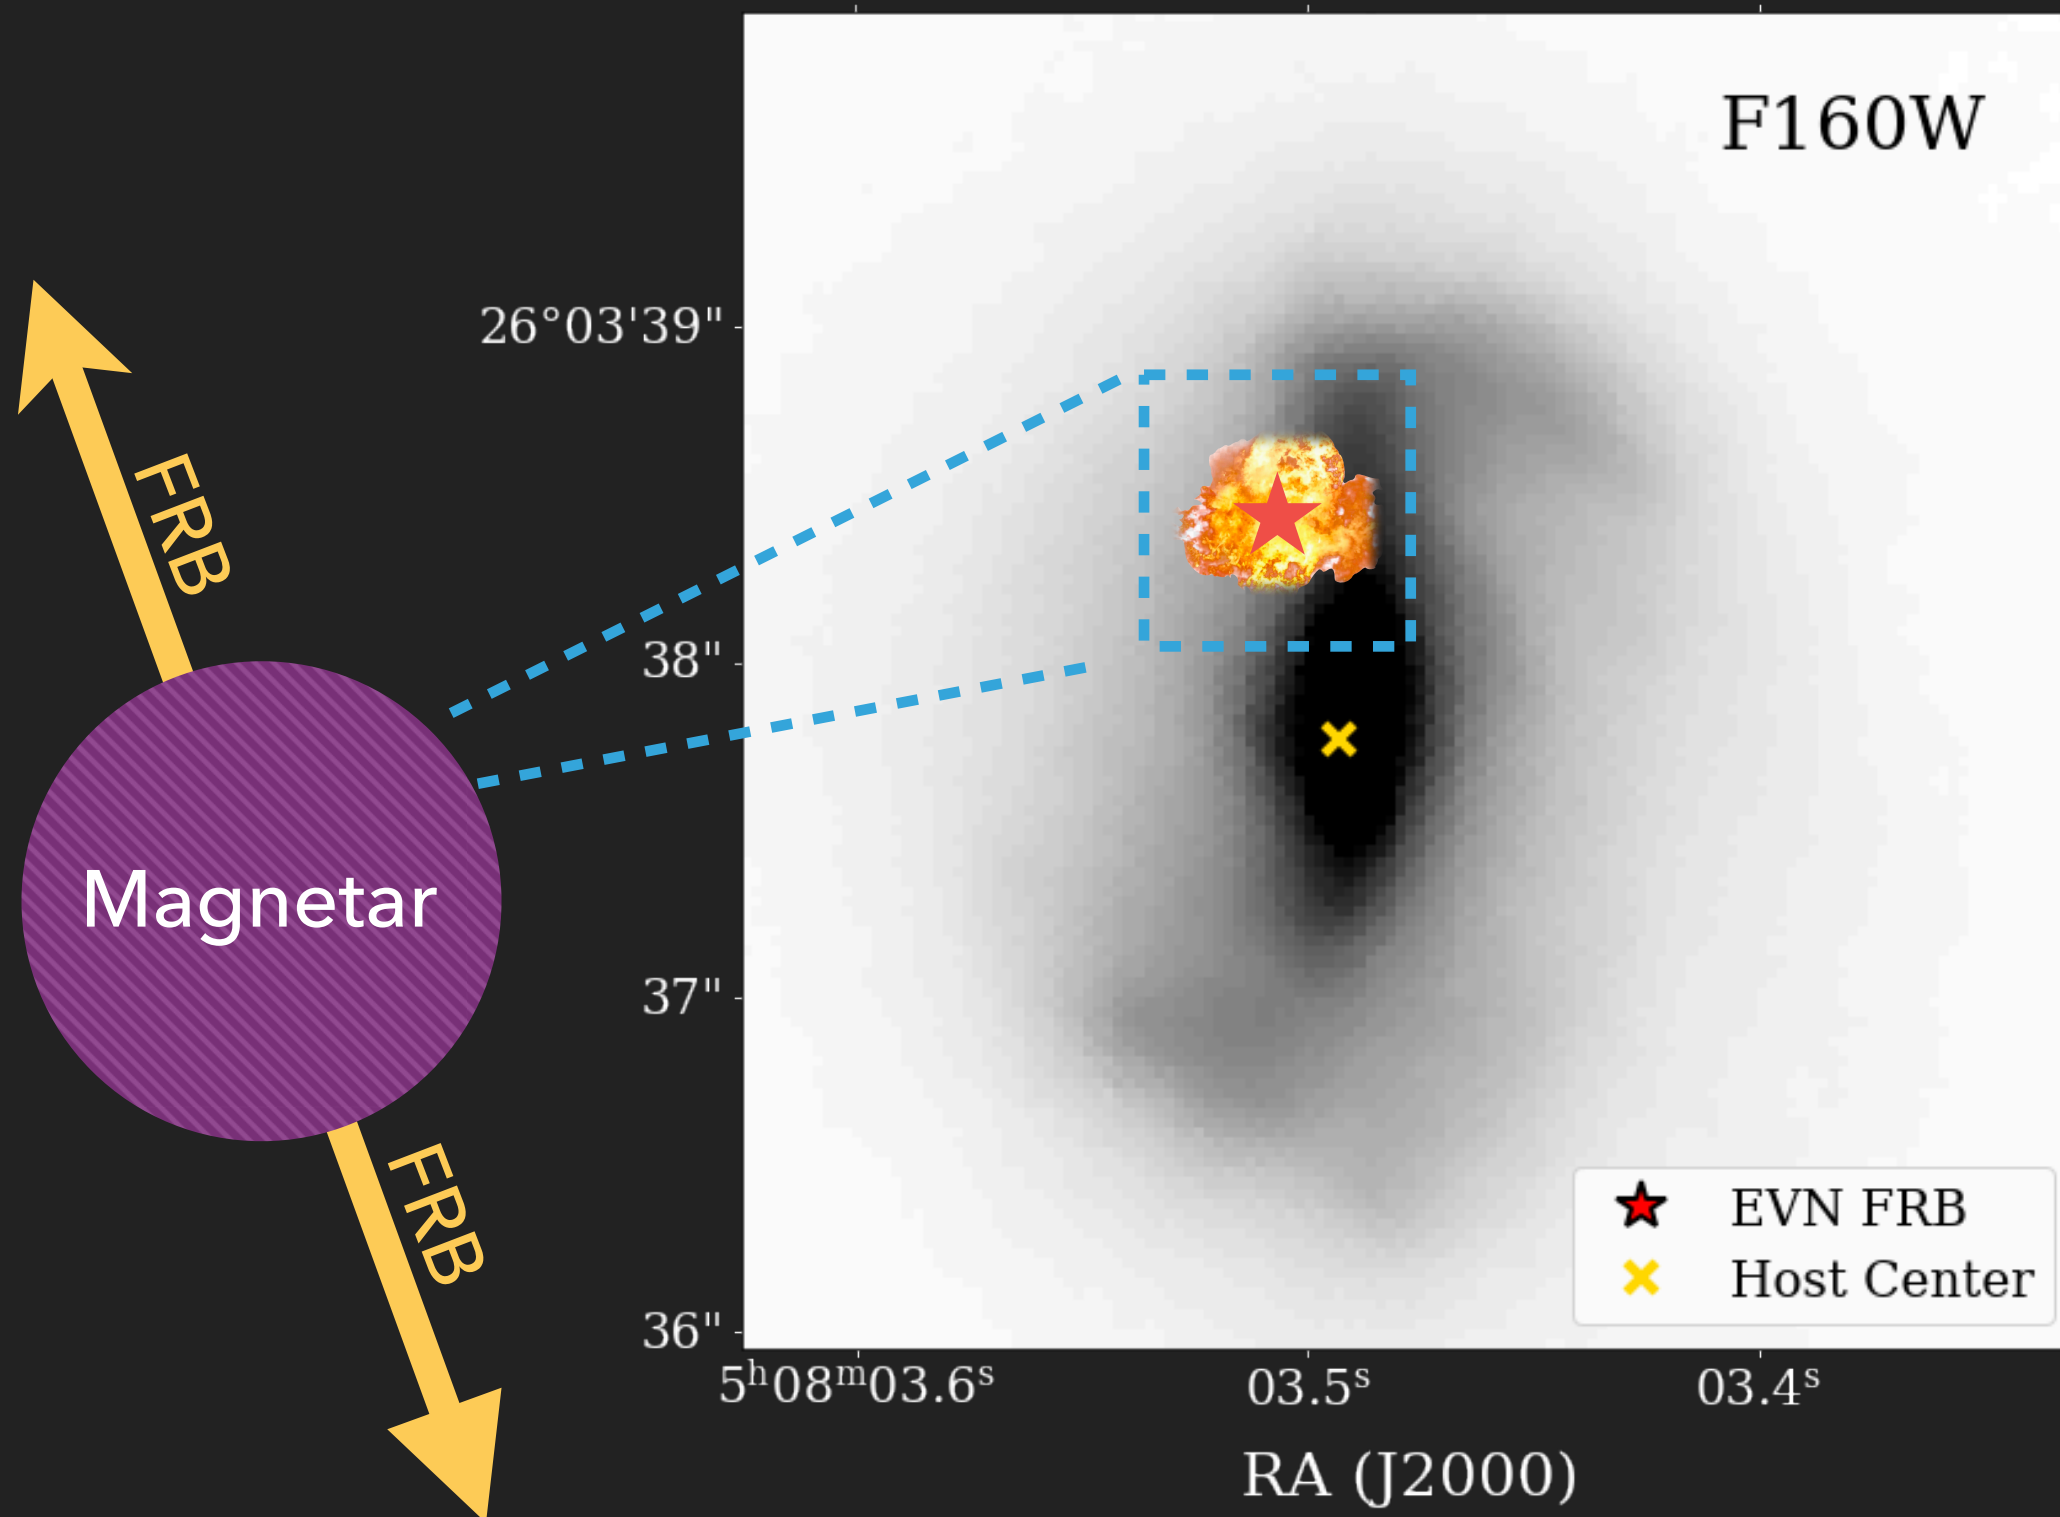 F160W
26°03'39"
FRB
38"
Magnetar
37"
FRB
EVN FRB
Host Center
36"
5ʰ08ᵐ03.6ˢ
03.5ˢ
03.4ˢ
RA (J2000)